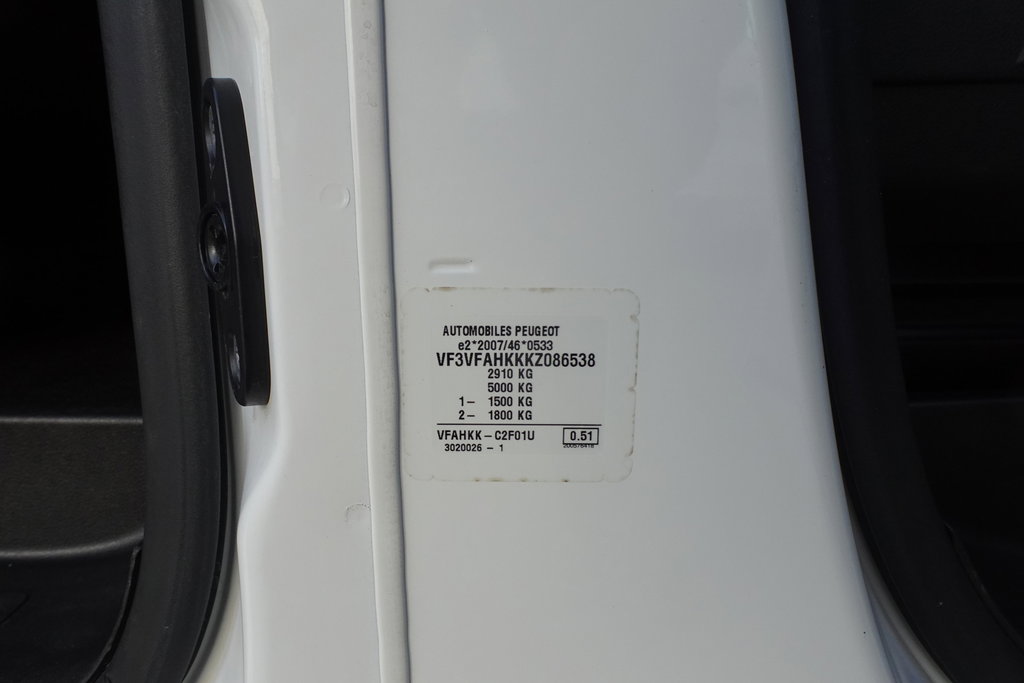 AUTOMOBILES PEUGEOT
e2*2007/46*0533
VF3VFAHKKKZ086538
2910 KG
5000 KG
1- 1500 KG
2- 1800 KG
VFAHKK-C2F01U 0.51
3020026 - 1